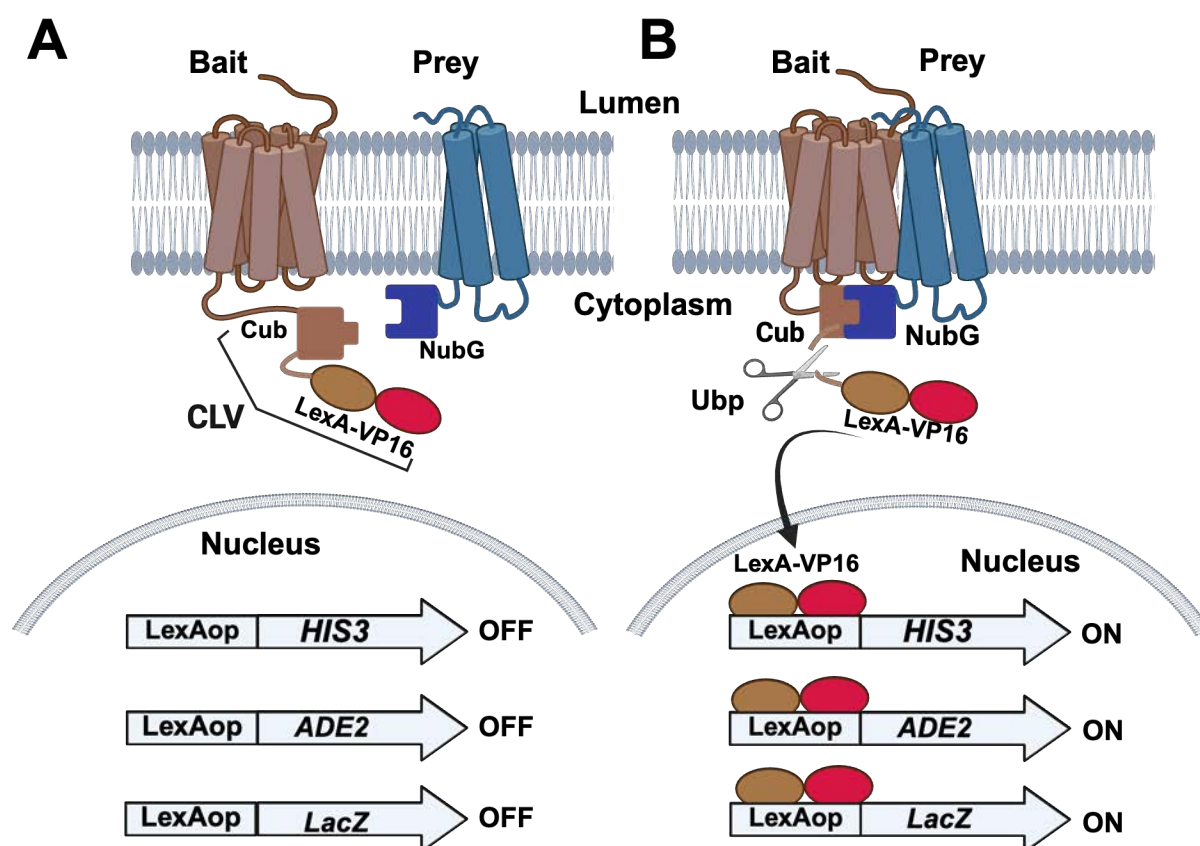 A
Bait
Prey
Cub
NubG
CLV
LexA-VP16
Nucleus
LexAop HIS3 OFF
LexAop ADE2 OFF
LexAop LacZ OFF
Lumen
Cytoplasm
B
Bait
Prey
Cub
NubG
Ubp
LexA-VP16
LexA-VP16
Nucleus
LexAop HIS3 ON
LexAop ADE2 ON
LexAop LacZ ON